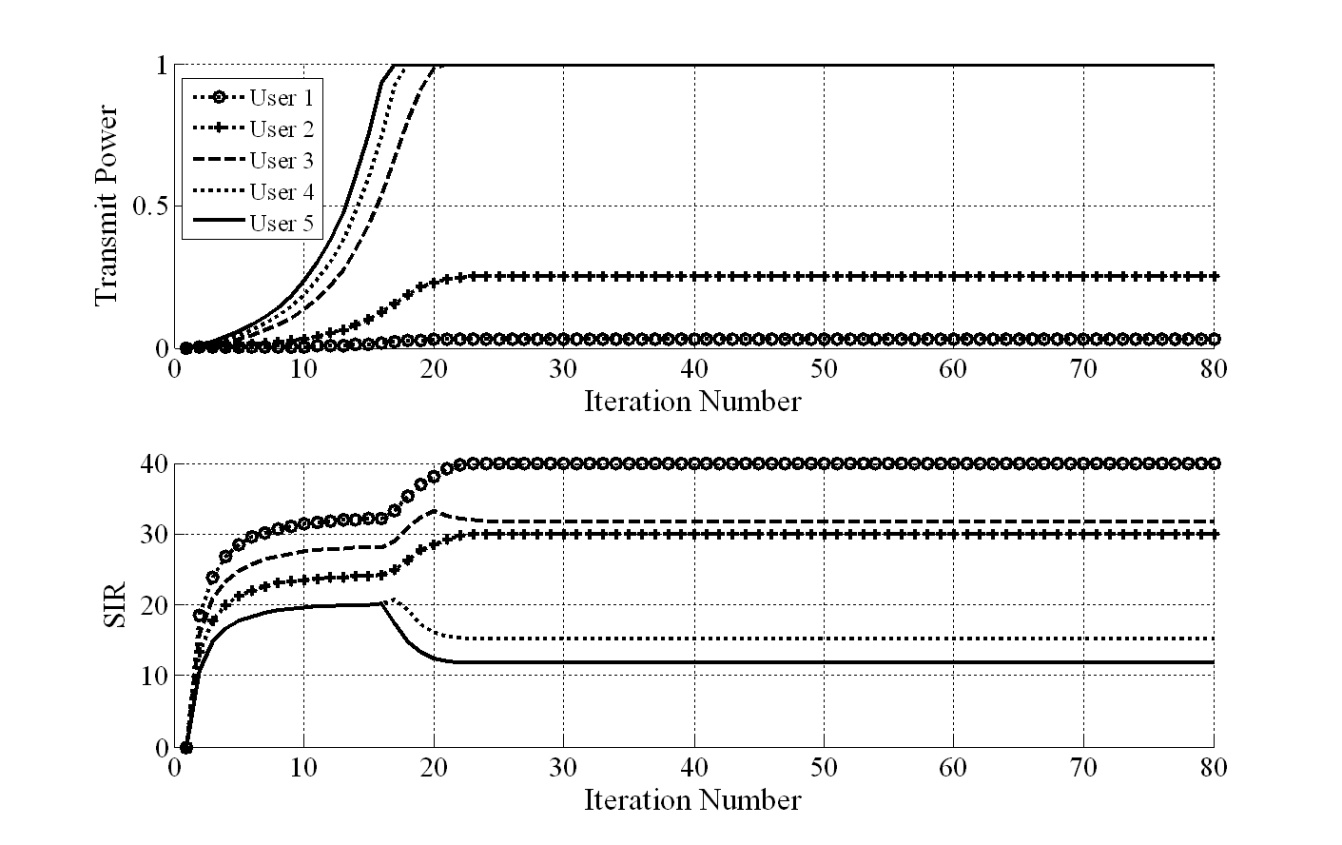 Transmit Power
1
0.5
0
User 1
User 2
User 3
User 4
User 5
0 10 20 30 40 50 60 70 80
Iteration Number
SIR
40
30
20
10
0
0 10 20 30 40 50 60 70 80
Iteration Number